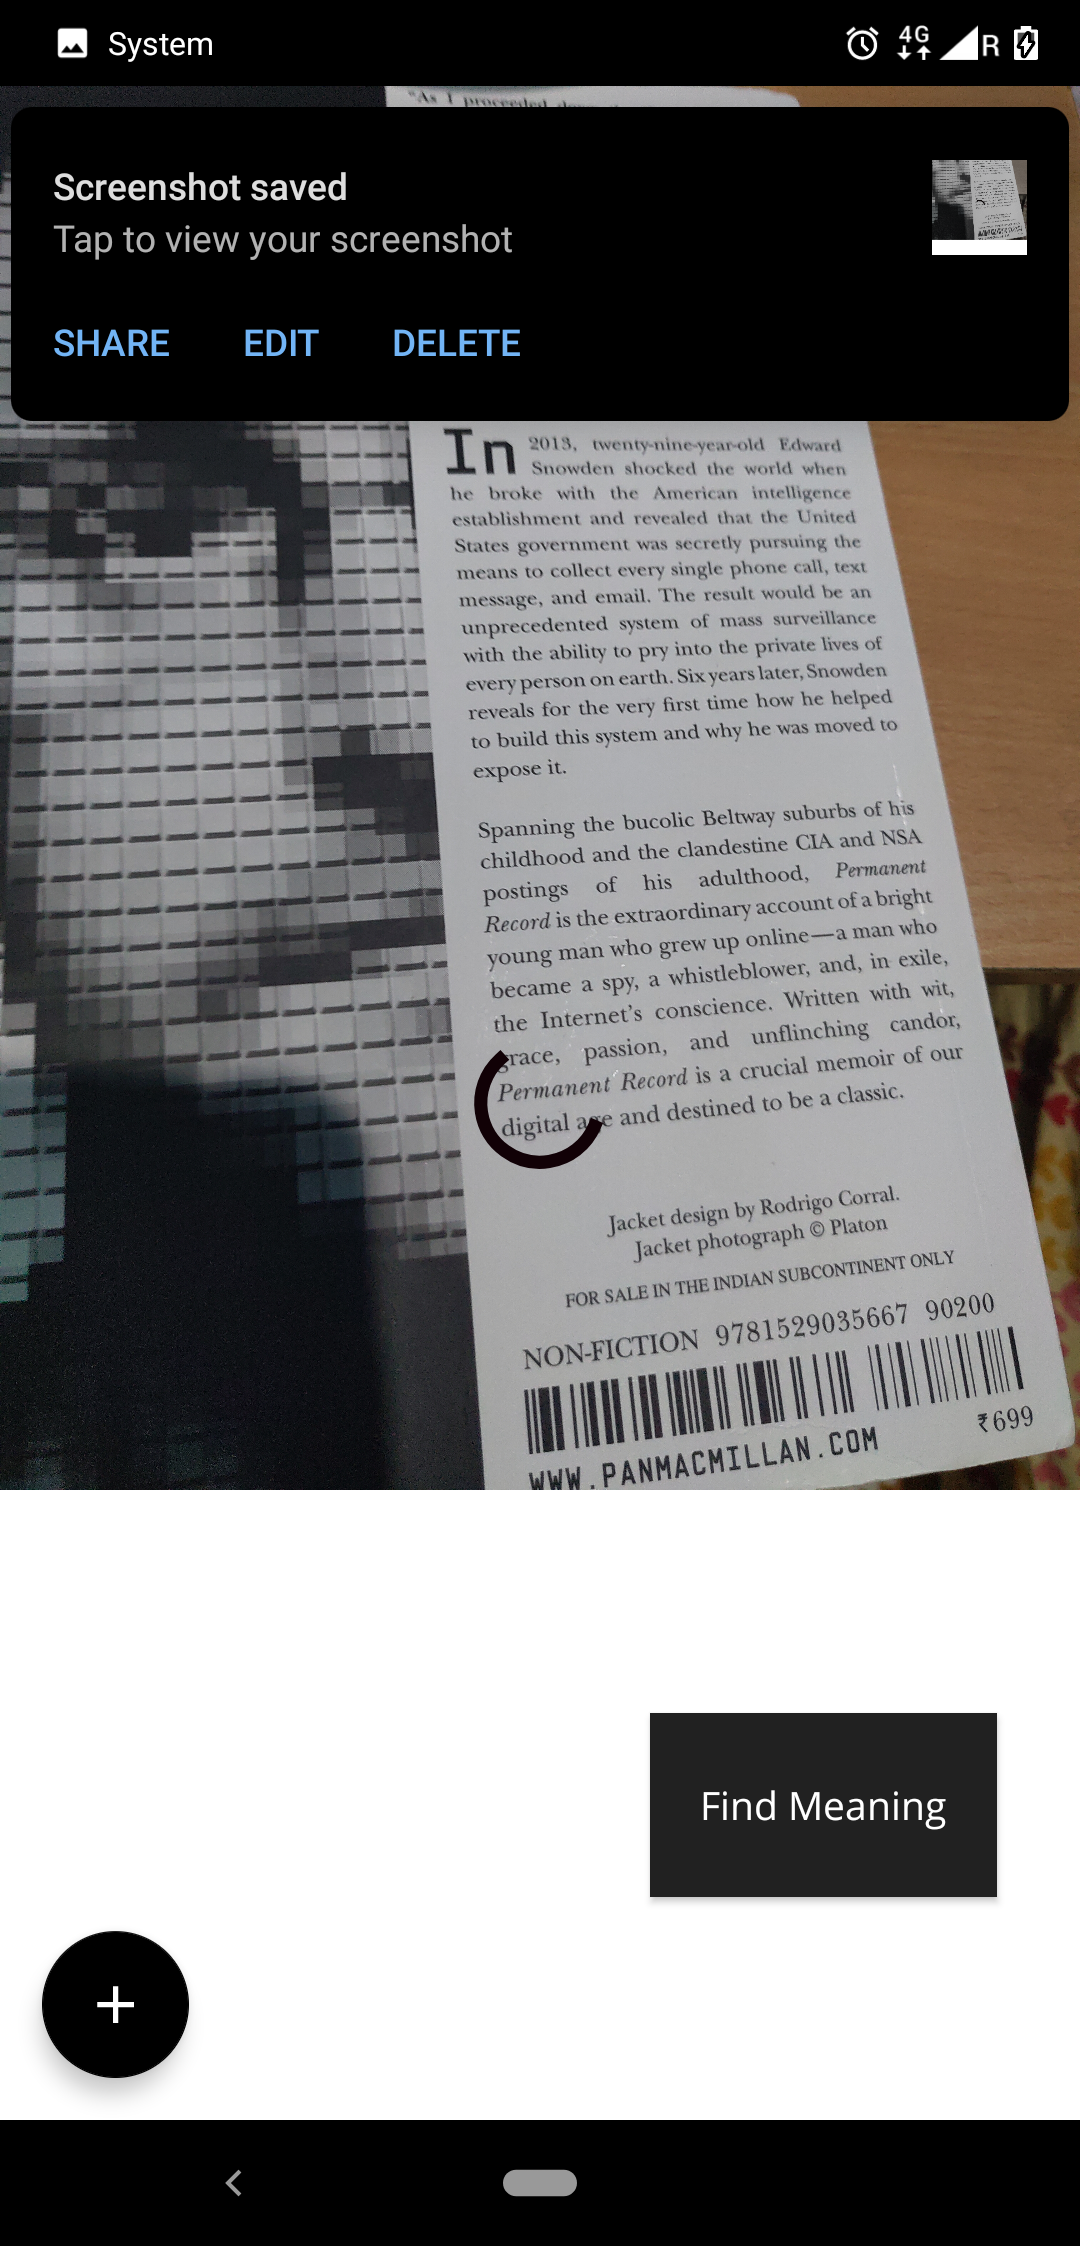 System
4G
R
"As I proceeded
Screenshot saved
Tap to view your screenshot
SHARE EDIT DELETE
In 2013, twenty-nine-year-old Edward
Snowden shocked the world when
he broke with the American intelligence
establishment and revealed that the United
States government was secretly pursuing the
means to collect every single phone call, text
message, and email. The result would be an
unprecedented system of mass surveillance
with the ability to pry into the private lives of
every person on earth. Six years later, Snowden
reveals for the very first time how he helped
to build this system and why he was moved to
expose it.
Spanning the bucolic Beltway suburbs of his
childhood and the clandestine CIA and NSA
postings of his adulthood, Permanent
Record is the extraordinary account of a bright
young man who grew up online—a man who
became a spy, a whistleblower, and, in exile,
the Internet's conscience. Written with wit,
grace, passion, and unflinching candor,
Permanent Record is a crucial memoir of our
digital age and destined to be a classic.
Jacket design by Rodrigo Corral.
Jacket photograph © Platon
FOR SALE IN THE INDIAN SUBCONTINENT ONLY
NON-FICTION 9781529035667 90200
₹699
WWW.PANMACMILLAN.COM
Find Meaning
+